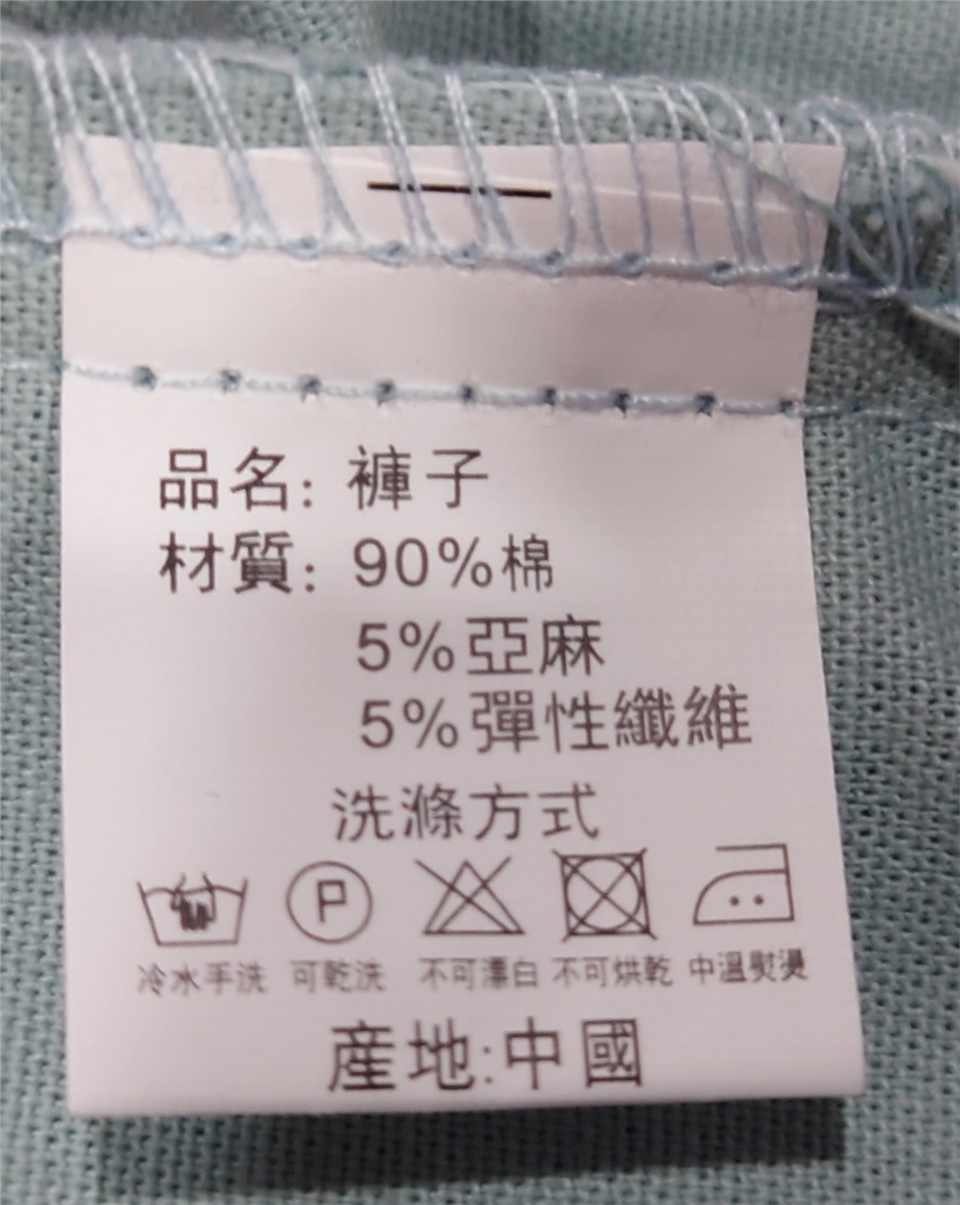 品名: 褲子
材質: 90%棉
5%亞麻
5%彈性纖維
洗滌方式
P
冷水手洗 可乾洗 不可漂白 不可烘乾 中溫熨燙
産地:中國